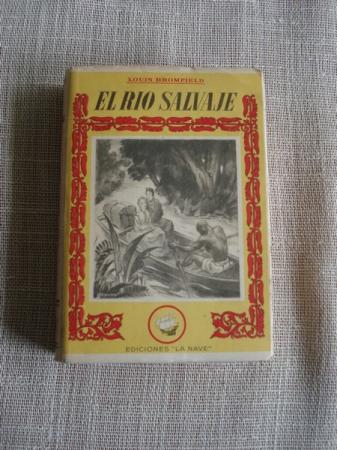 LOUIS BROMFIELD
EL RIO SALVAJE
EDICIONES "LA NAVE"